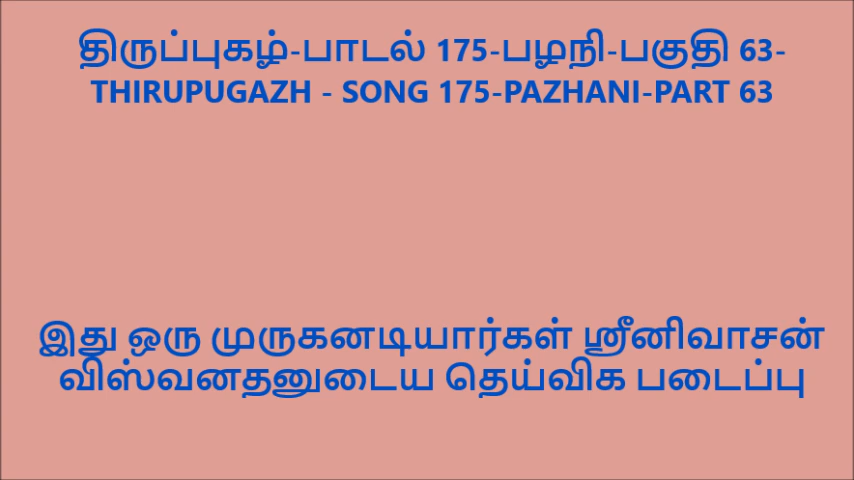 திருப்புகழ்-பாடல் 175-பழநி-பகுதி 63-
THIRUPUGAZH - SONG 175-PAZHANI-PART 63
இது ஒரு முருகனடியார்கள் ஸ்ரீனிவாசன்
விஸ்வனதனுடைய தெய்விக படைப்பு